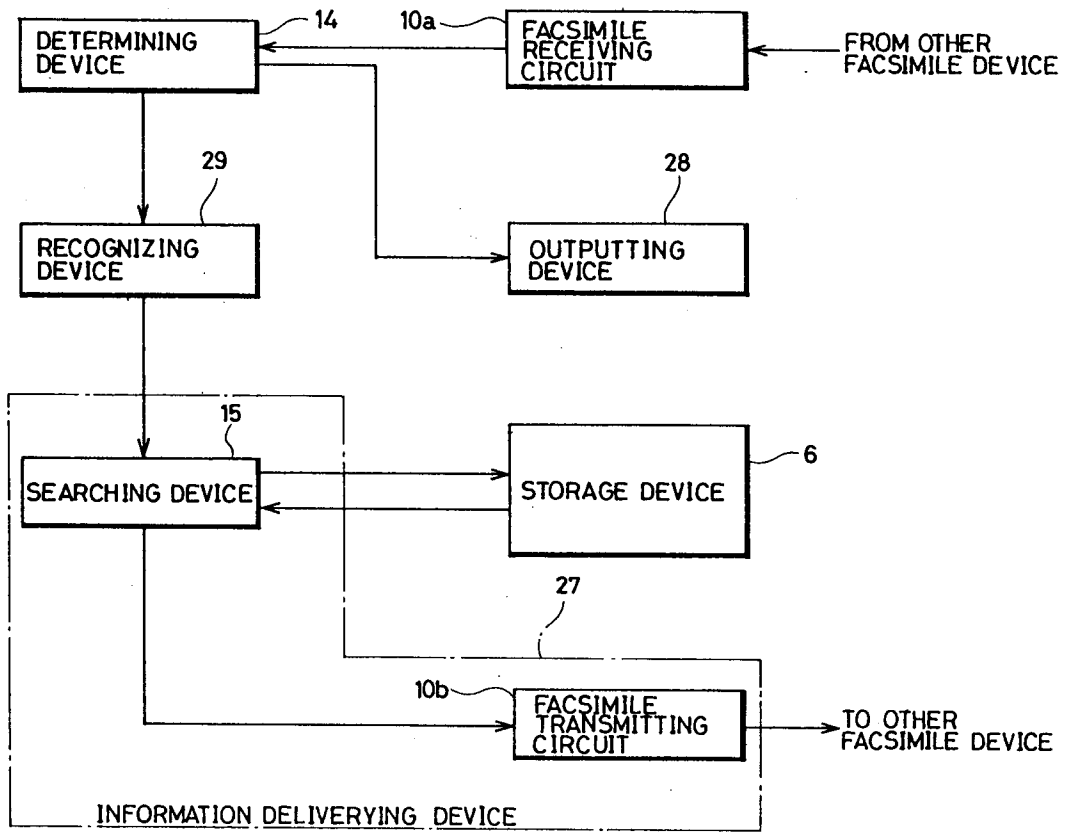 14
10a
DETERMINING
DEVICE
FACSIMILE
RECEIVING
CIRCUIT
FROM OTHER
FACSIMILE DEVICE
29
28
RECOGNIZING
DEVICE
OUTPUTTING
DEVICE
15
6
SEARCHING DEVICE
STORAGE DEVICE
27
10b
FACSIMILE
TRANSMITTING
CIRCUIT
TO OTHER
FACSIMILE DEVICE
INFORMATION DELIVERYING DEVICE